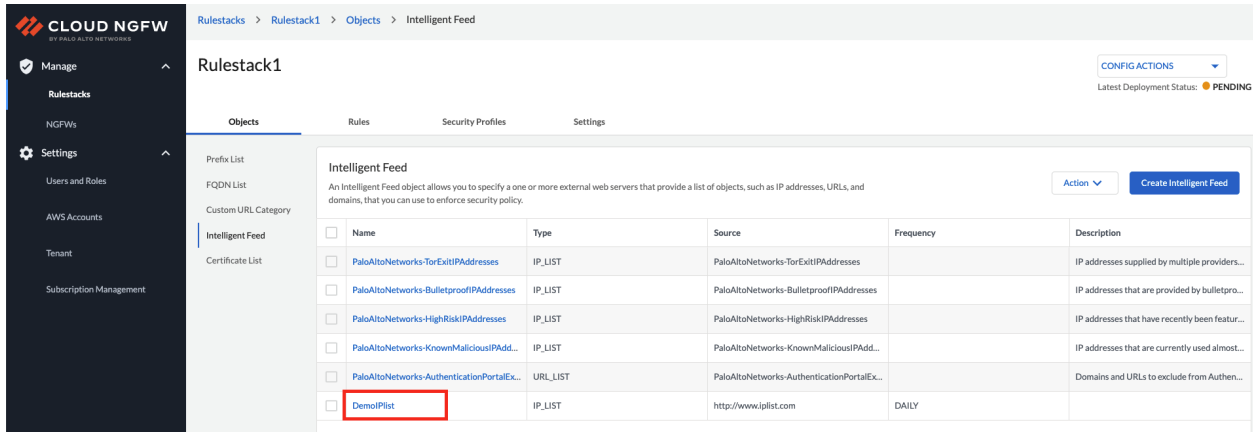 CLOUD NGFW
BY PALO ALTO NETWORKS
Manage
Rulestacks
NGFWs
Settings
Users and Roles
AWS Accounts
Tenant
Subscription Management
Rulestacks > Rulestack1 > Objects > Intelligent Feed
Rulestack1
CONFIG ACTIONS
Latest Deployment Status: PENDING
Objects Rules Security Profiles Settings
Prefix List
FQDN List
Custom URL Category
Intelligent Feed
Certificate List
Intelligent Feed
An Intelligent Feed object allows you to specify a one or more external web servers that provide a list of objects, such as IP addresses, URLs, and
domains, that you can use to enforce security policy.
Action
Create Intelligent Feed
Name Type Source Frequency Description
PaloAltoNetworks-TorExitIPAddresses IP_LIST PaloAltoNetworks-TorExitIPAddresses IP addresses supplied by multiple providers...
PaloAltoNetworks-BulletproofIPAddresses IP_LIST PaloAltoNetworks-BulletproofIPAddresses IP addresses that are provided by bulletpro...
PaloAltoNetworks-HighRiskIPAddresses IP_LIST PaloAltoNetworks-HighRiskIPAddresses IP addresses that have recently been featur...
PaloAltoNetworks-KnownMaliciousIPAdd... IP_LIST PaloAltoNetworks-KnownMaliciousIPAdd... IP addresses that are currently used almost...
PaloAltoNetworks-AuthenticationPortalEx... URL_LIST PaloAltoNetworks-AuthenticationPortalEx... Domains and URLs to exclude from Authen...
DemoIPlist IP_LIST http://www.iplist.com DAILY